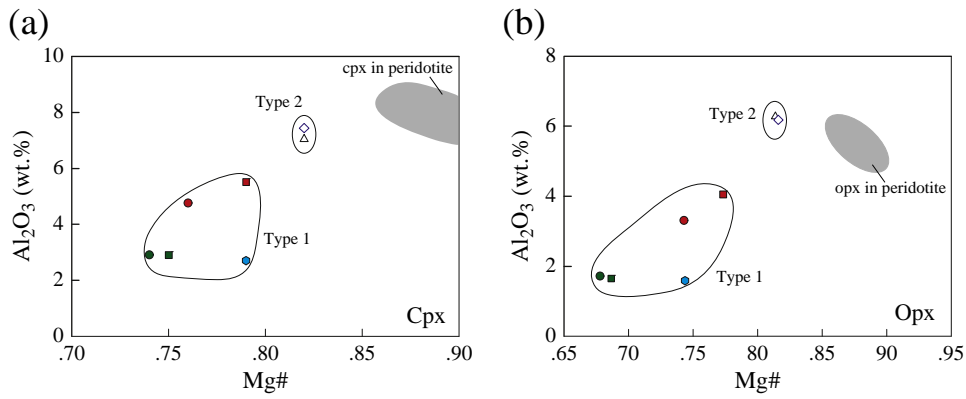 (a)
10
8
6
4
2
0
Al₂O₃ (wt.%)
cpx in peridotite
Type 2
Type 1
Cpx
.70 .75 .80 .85 .90
Mg#
(b)
8
6
4
2
0
Al₂O₃ (wt.%)
Type 2
opx in peridotite
Type 1
Opx
.65 .70 .75 .80 .85 .90 .95
Mg#